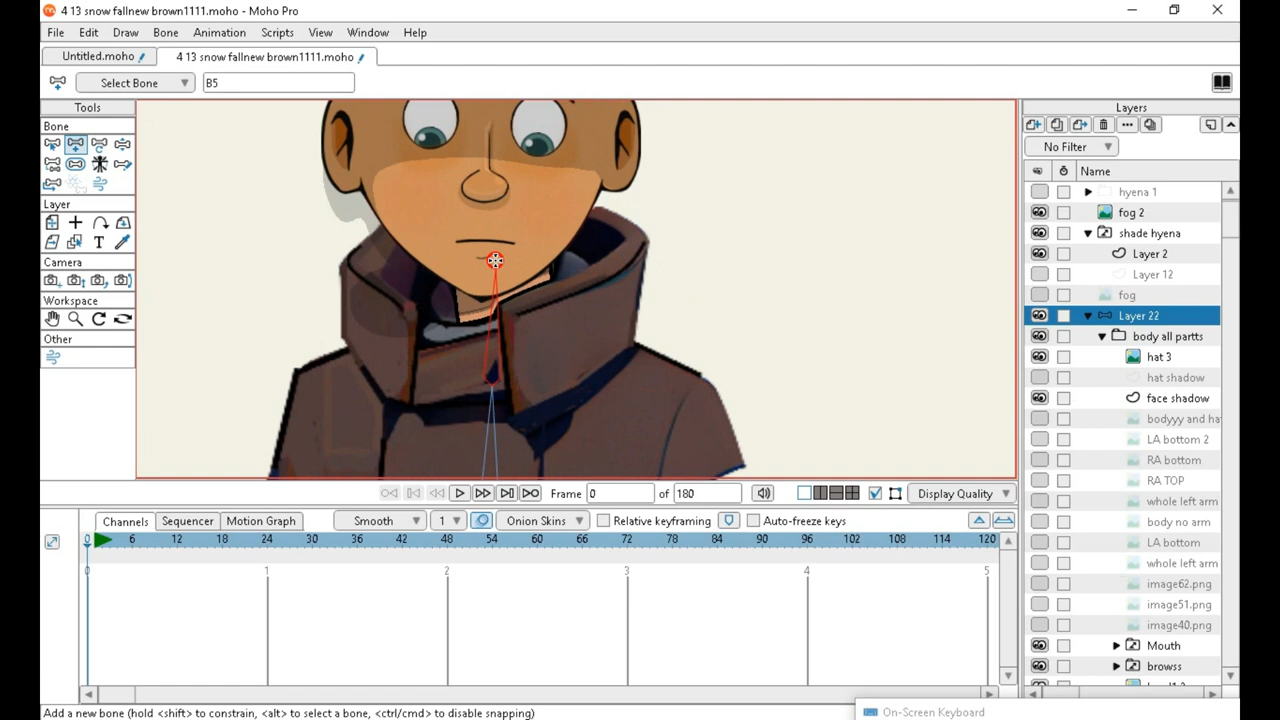 4 13 snow fallnew brown1111.moho - Moho Pro
File Edit Draw Bone Animation Scripts View Window Help
Untitled.moho 4 13 snow fallnew brown1111.moho
Select Bone B5
Tools
Bone
Layer
Camera
Workspace
Other
Layers
No Filter
Name
hyena 1
fog 2
shade hyena
Layer 2
Layer 12
fog
Layer 22
body all partts
hat 3
hat shadow
face shadow
bodyyy and ha
LA bottom 2
RA bottom
RA TOP
whole left arm
body no arm
LA bottom
whole left arm
image62.png
image51.png
image40.png
Mouth
browss
Frame 0 of 180 Display Quality
Channels Sequencer Motion Graph Smooth 1 Onion Skins Relative keyframing Auto-freeze keys
0 6 12 18 24 30 36 42 48 54 60 66 72 78 84 90 96 102 108 114 120
0 1 2 3 4 5
Add a new bone (hold <shift> to constrain, <alt> to select a bone, <ctrl/cmd> to disable snapping)
On-Screen Keyboard